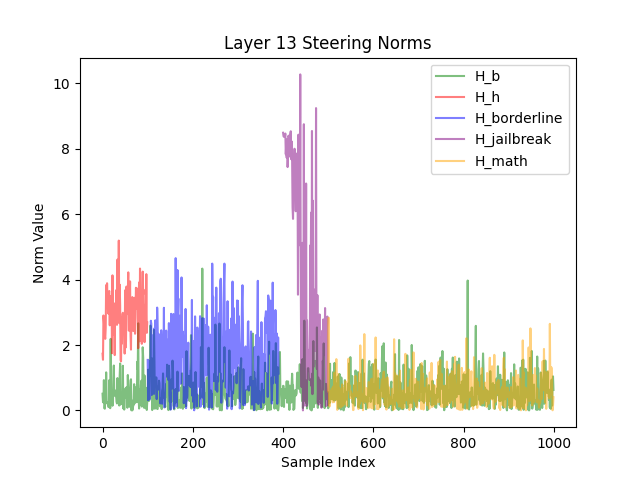 Layer 13 Steering Norms
Norm Value
10
8
6
4
2
0
0
200
400
600
800
1000
Sample Index
H_b
H_h
H_borderline
H_jailbreak
H_math